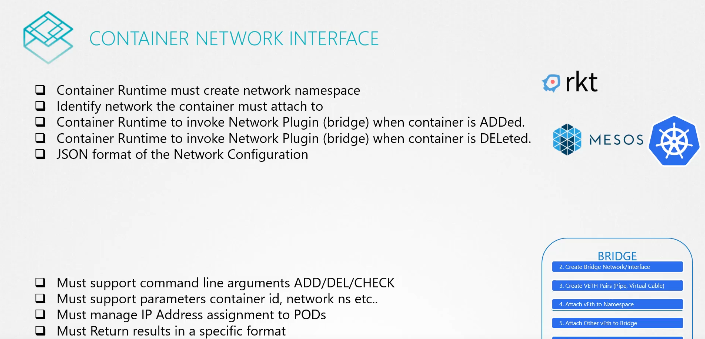 CONTAINER NETWORK INTERFACE
Container Runtime must create network namespace
Identify network the container must attach to
Container Runtime to invoke Network Plugin (bridge) when container is ADDed.
Container Runtime to invoke Network Plugin (bridge) when container is DELeted.
JSON format of the Network Configuration
rkt
MESOS
Must support command line arguments ADD/DEL/CHECK
Must support parameters container id, network ns etc..
Must manage IP Address assignment to PODs
Must Return results in a specific format
BRIDGE
2. Create Bridge Network/Interface
3. Create VETH Pairs (Pipe, Virtual Cable)
4. Attach vEth to Namespace
5. Attach Other vEth to Bridge